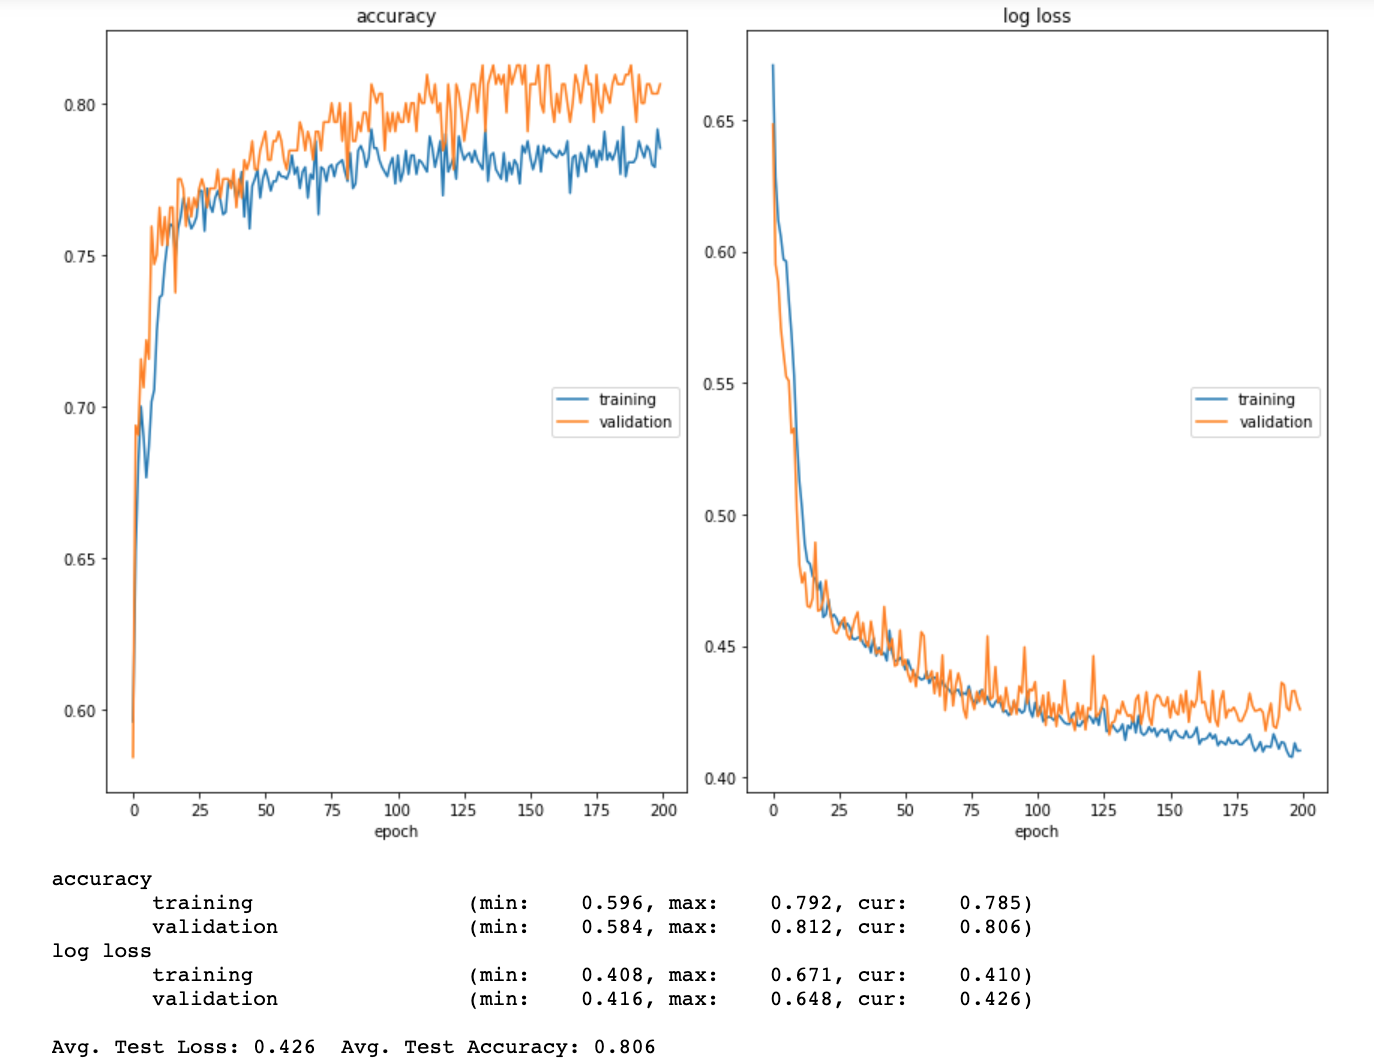 accuracy
0.80
0.75
0.70
0.65
0.60
training
validation
0 25 50 75 100 125 150 175 200
epoch
log loss
0.65
0.60
0.55
0.50
0.45
0.40
training
validation
0 25 50 75 100 125 150 175 200
epoch
accuracy
training (min: 0.596, max: 0.792, cur: 0.785)
validation (min: 0.584, max: 0.812, cur: 0.806)
log loss
training (min: 0.408, max: 0.671, cur: 0.410)
validation (min: 0.416, max: 0.648, cur: 0.426)
Avg. Test Loss: 0.426 Avg. Test Accuracy: 0.806